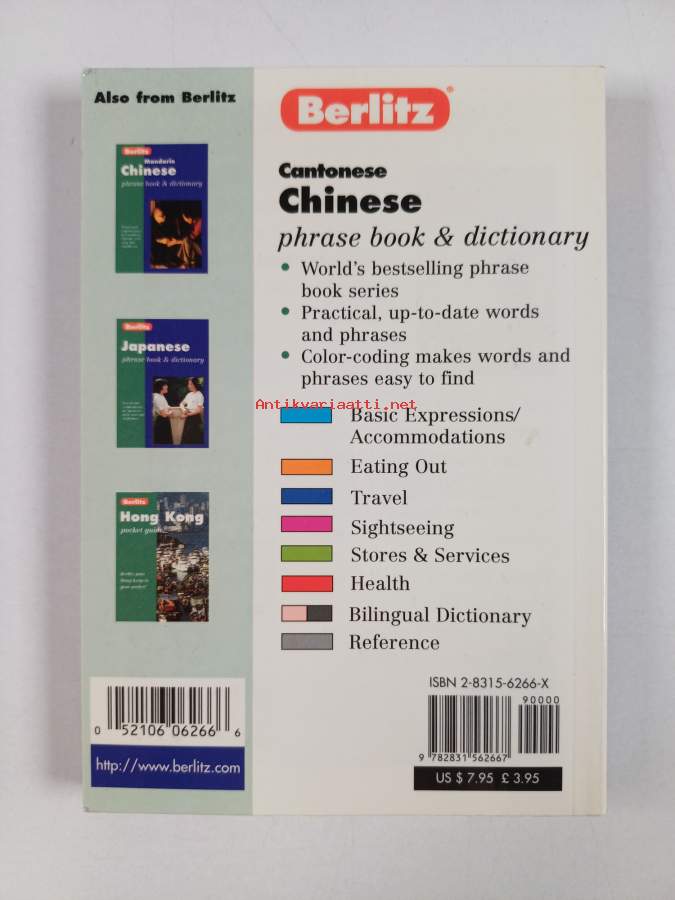 Also from Berlitz
Berlitz
Mandarin
Chinese
phrase book & dictionary
Berlitz
Japanese
phrase book & dictionary
Berlitz
Hong Kong
pocket guide
Berlitz®
Cantonese
Chinese
phrase book & dictionary
• World's bestselling phrase
book series
• Practical, up-to-date words
and phrases
• Color-coding makes words and
phrases easy to find
Antikvariaatti.net
Basic Expressions/
Accommodations
Eating Out
Travel
Sightseeing
Stores & Services
Health
Bilingual Dictionary
Reference
0 52106 06266 6
http://www.berlitz.com
ISBN 2-8315-6266-X
90000
9 782831 562667
US $ 7.95 £ 3.95